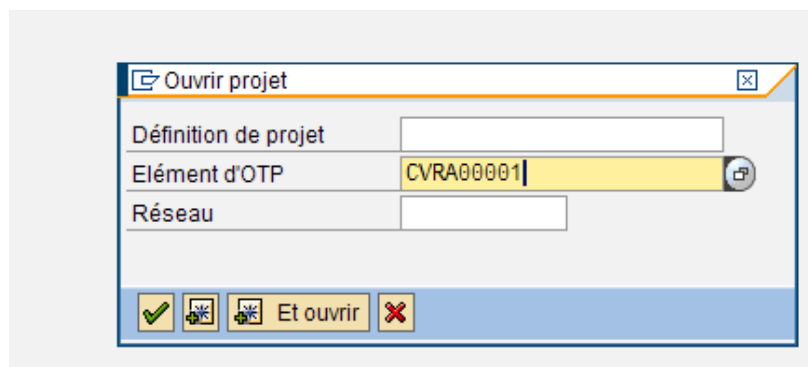 Ouvrir projet
Définition de projet
Elément d'OTP CVRA00001
Réseau
Et ouvrir